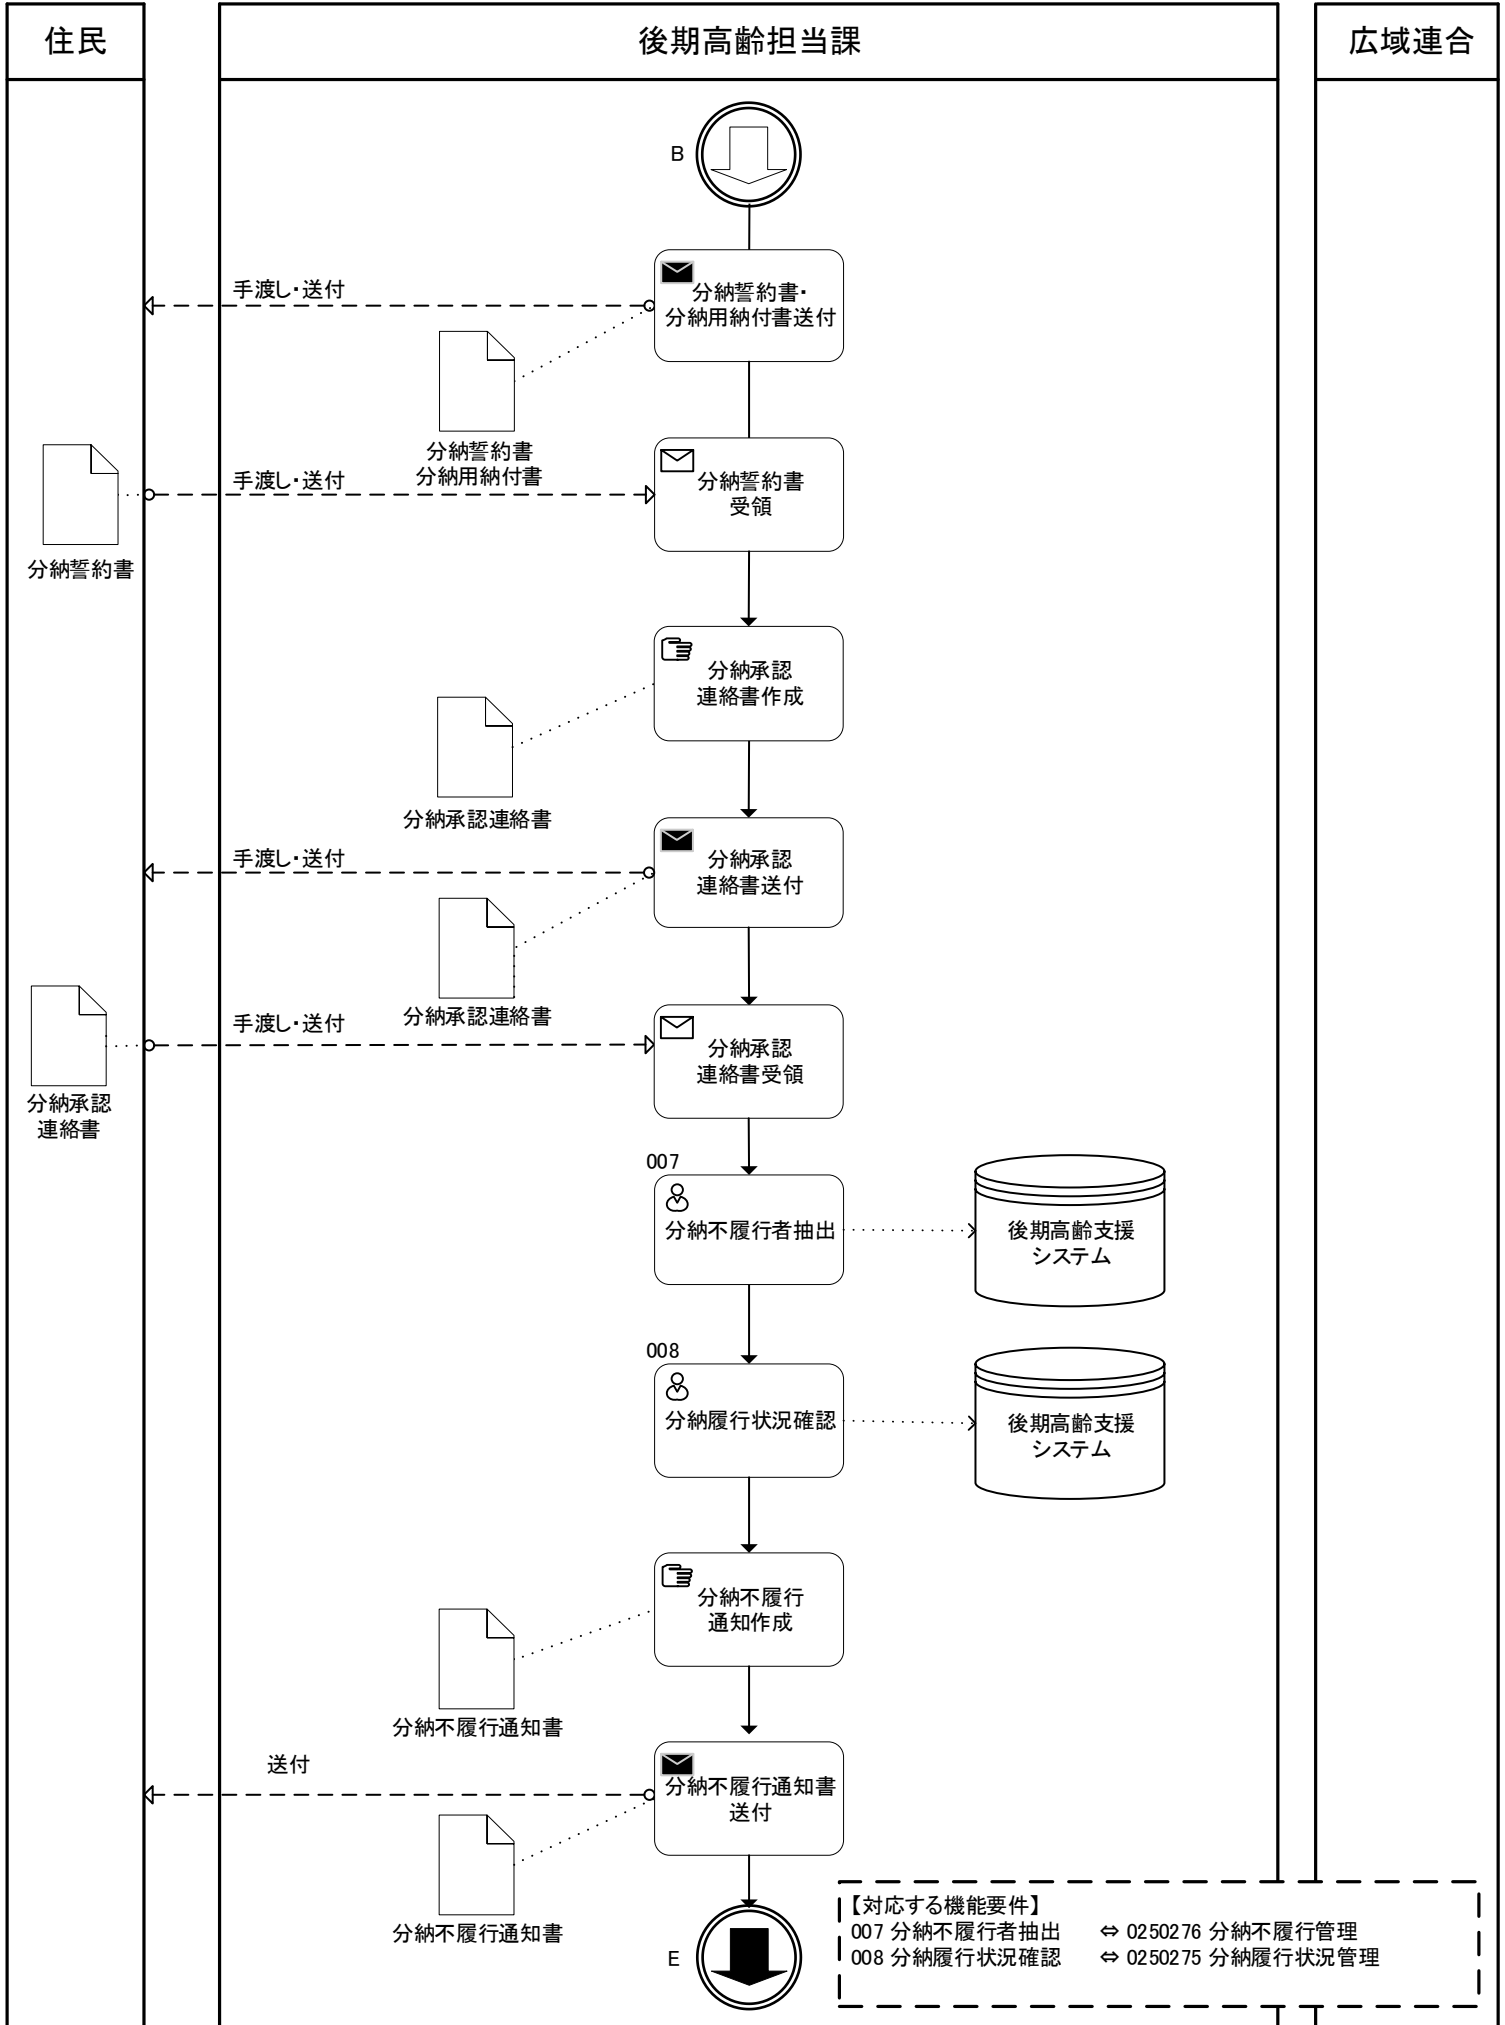 住民
後期高齢担当課
広域連合
B
手渡し・送付
分納誓約書・
分納用納付書送付
分納誓約書
分納用納付書
手渡し・送付
分納誓約書
受領
分納誓約書
分納承認
連絡書作成
分納承認連絡書
手渡し・送付
分納承認
連絡書送付
分納承認連絡書
手渡し・送付
分納承認
連絡書受領
分納承認
連絡書
007
分納不履行者抽出
後期高齢支援
システム
008
分納履行状況確認
後期高齢支援
システム
分納不履行
通知作成
分納不履行通知書
送付
分納不履行通知書
送付
分納不履行通知書
E
【対応する機能要件】
007 分納不履行者抽出 ⇔ 0250276 分納不履行管理
008 分納履行状況確認 ⇔ 0250275 分納履行状況管理